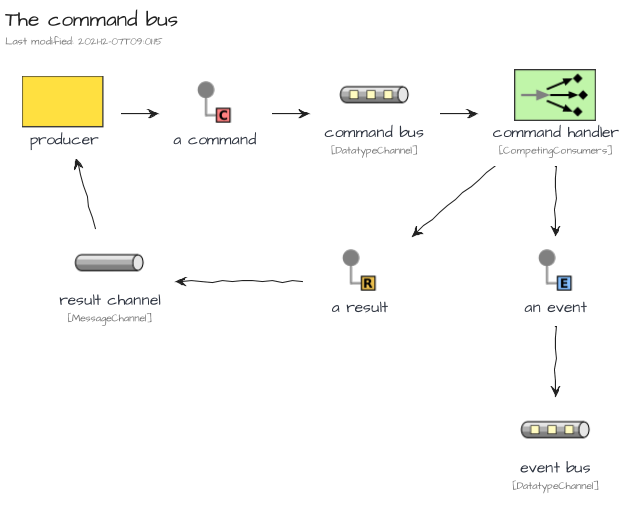 The command bus
Last modified: 2021-12-07T09:01:15
C
producer
a command
command bus
[DatatypeChannel]
command handler
[CompetingConsumers]
R
E
result channel
[MessageChannel]
a result
an event
event bus
[DatatypeChannel]